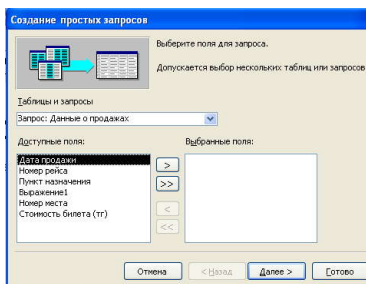 Создание простых запросов
Выберите поля для запроса.
Допускается выбор нескольких таблиц или запросов
Таблицы и запросы
Запрос: Данные о продажах
Доступные поля:
Выбранные поля:
Дата продажи
Номер рейса
Пункт назначения
Выражение1
Номер места
Стоимость билета (тг)
>
>>
<
<<
Отмена
< Назад
Далее >
Готово